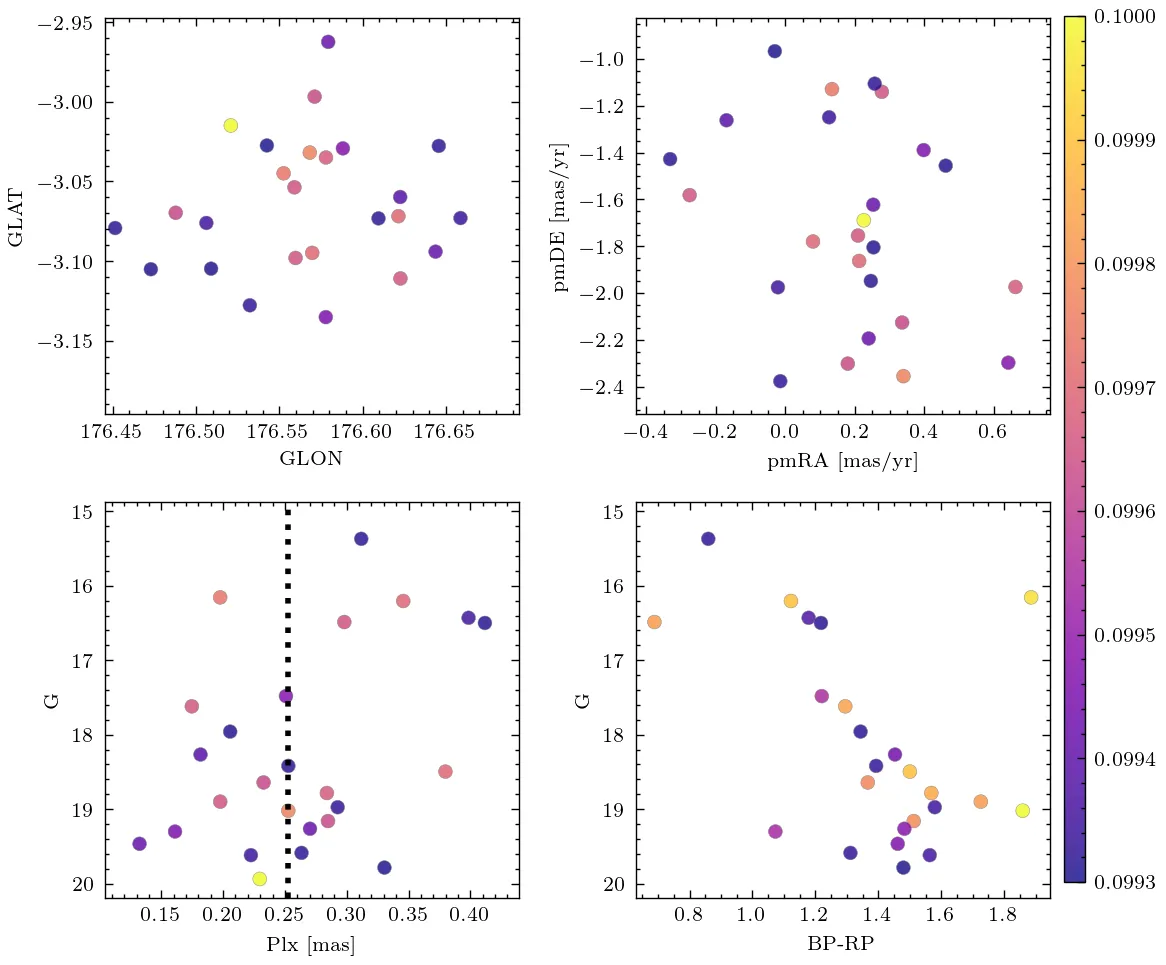 −2.95
−3.00
−3.05
−3.10
−3.15
GLAT
176.45 176.50 176.55 176.60 176.65
GLON
−1.0
−1.2
−1.4
−1.6
−1.8
−2.0
−2.2
−2.4
pmDE [mas/yr]
−0.4 −0.2 0.0 0.2 0.4 0.6
pmRA [mas/yr]
15
16
17
18
19
20
G
0.15 0.20 0.25 0.30 0.35 0.40
Plx [mas]
15
16
17
18
19
20
G
0.8 1.0 1.2 1.4 1.6 1.8
BP-RP
0.1000
0.0999
0.0998
0.0997
0.0996
0.0995
0.0994
0.0993